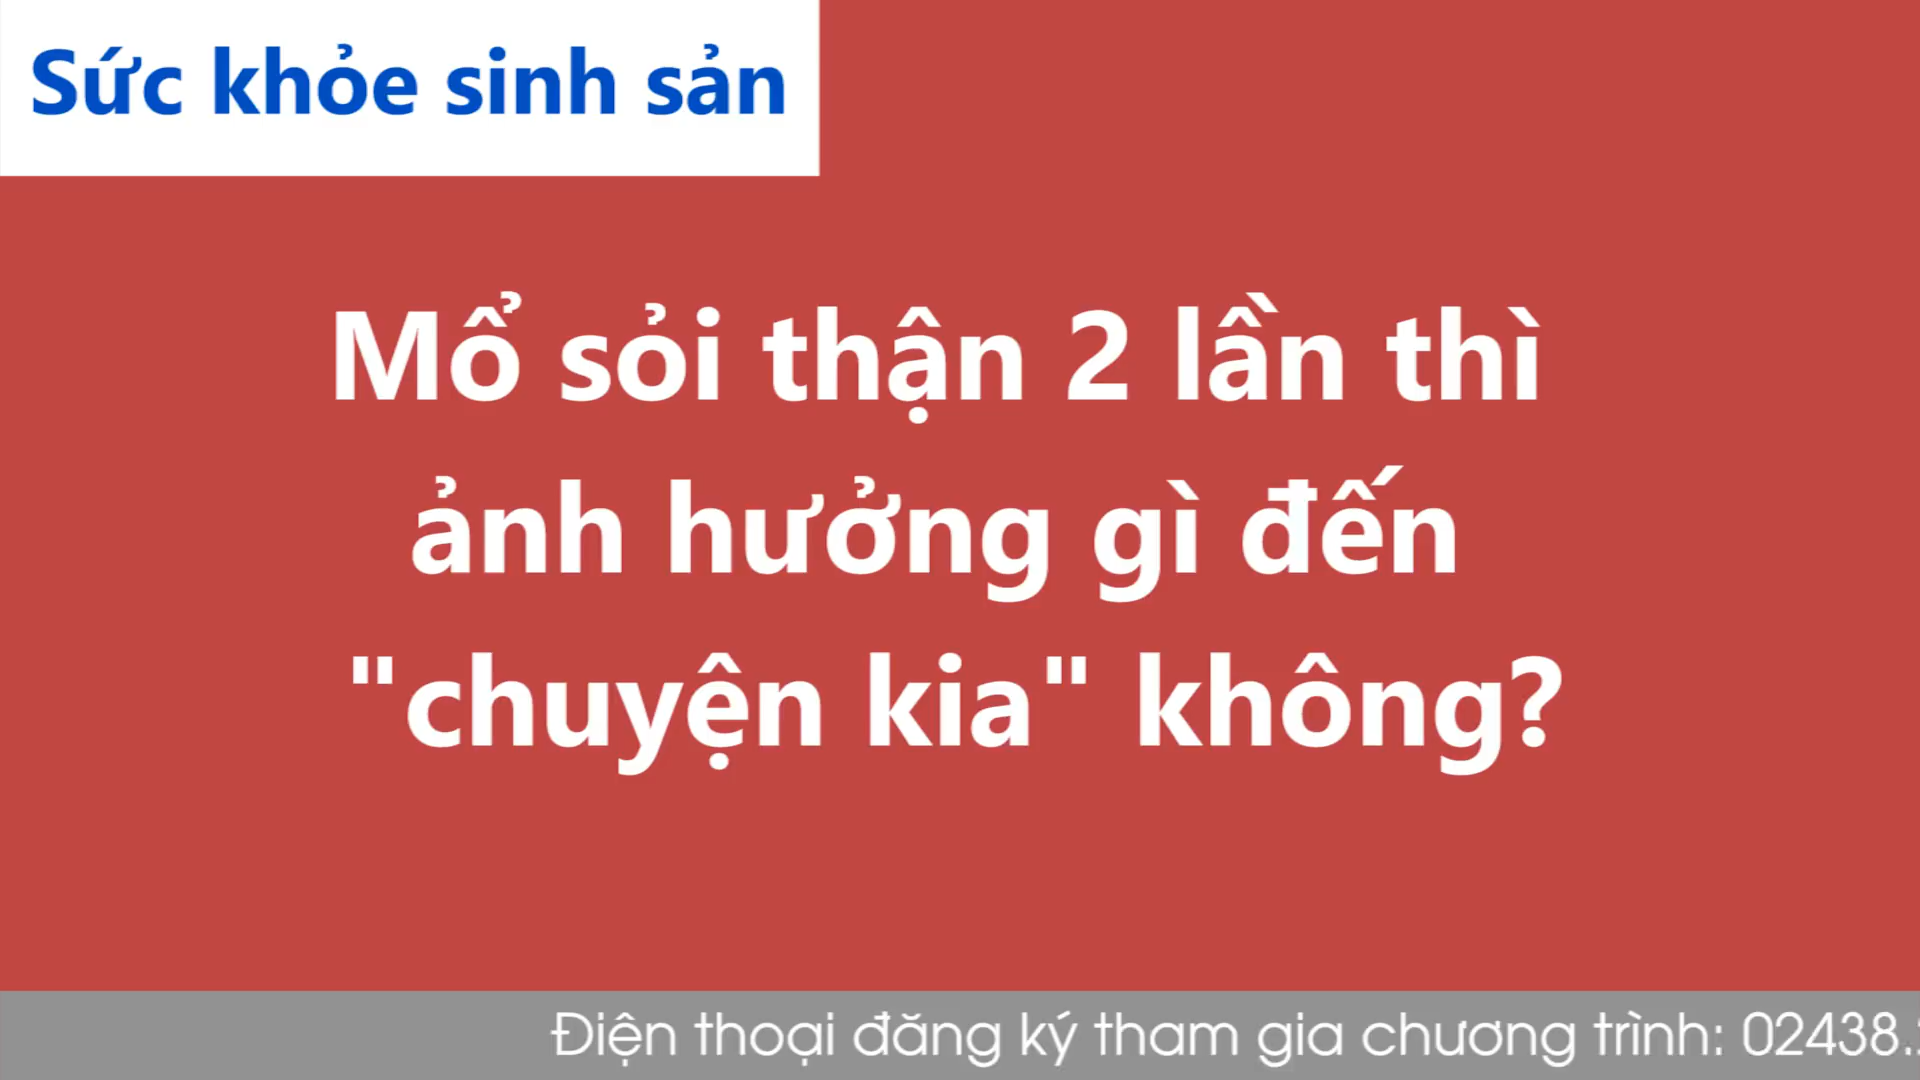 Sức khỏe sinh sản
Mổ sỏi thận 2 lần thì
ảnh hưởng gì đến
"chuyện kia" không?
Điện thoại đăng ký tham gia chương trình: 02438.